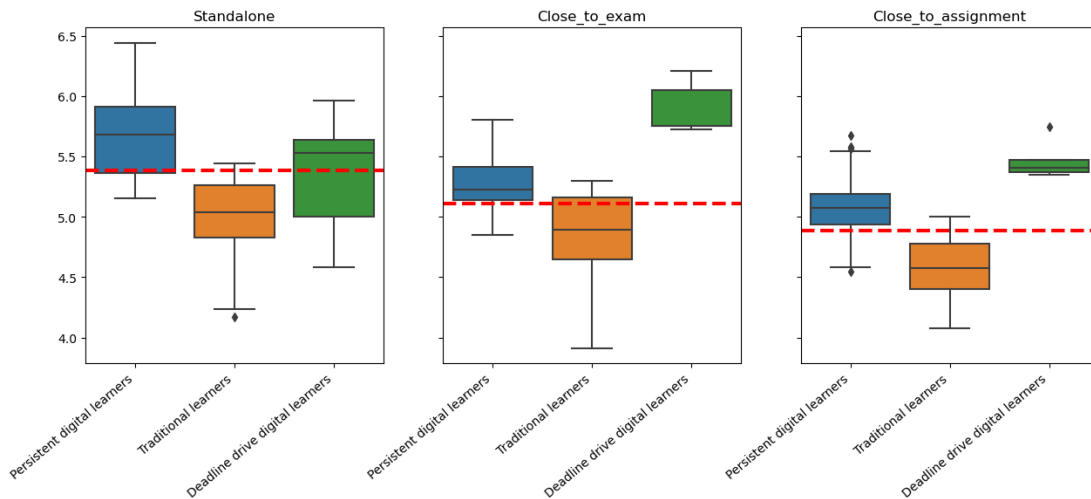 Standalone
Close_to_exam
Close_to_assignment
6.5
6.0
5.5
5.0
4.5
4.0
Persistent digital learners
Traditional learners
Deadline drive digital learners
Persistent digital learners
Traditional learners
Deadline drive digital learners
Persistent digital learners
Traditional learners
Deadline drive digital learners